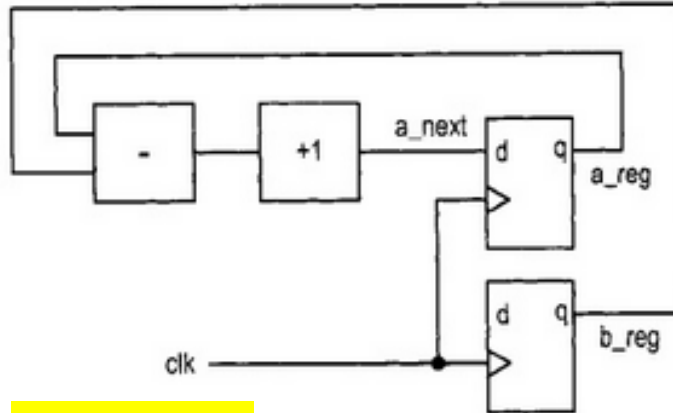 a_next
-
+1
d q
a_reg
d q
b_reg
clk